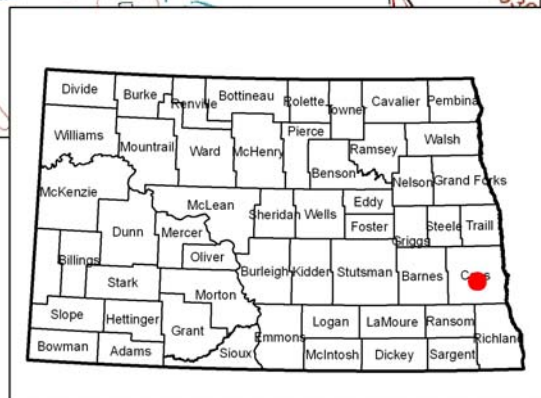 Divide Burke Renville Bottineau Rolette Towner Cavalier Pembina
Williams Mountrail Ward McHenry Pierce Ramsey Walsh
Benson Nelson Grand Forks
McKenzie McLean Sheridan Wells Eddy
Dunn Mercer Foster Griggs Steele Traill
Billings Oliver Burleigh Kidder Stutsman Barnes
Stark Morton
Slope Hettinger Grant Emmons Logan LaMoure Ransom Richland
Bowman Adams Sioux McIntosh Dickey Sargent